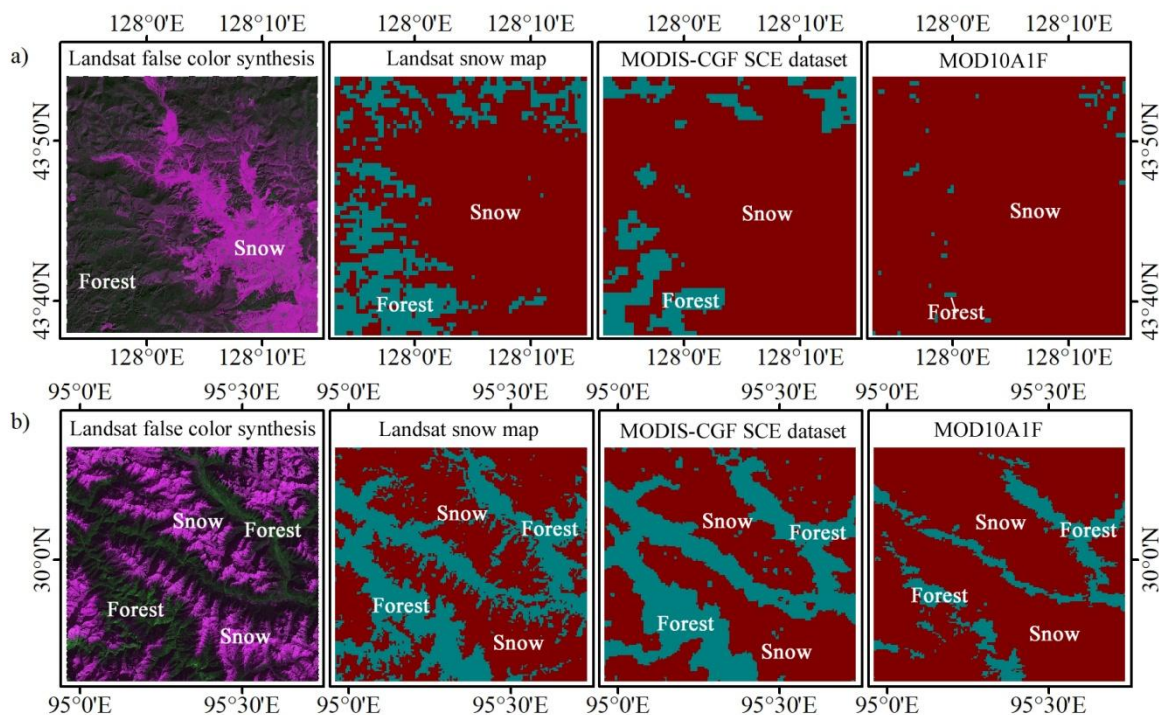 128°0'E 128°10'E 128°0'E 128°10'E 128°0'E 128°10'E 128°0'E 128°10'E
a)
Landsat false color synthesis
Landsat snow map
MODIS-CGF SCE dataset
MOD10A1F
43°50'N
43°40'N
Snow
Forest
Snow
Forest
Snow
Forest
Snow
Forest
43°50'N
43°40'N
128°0'E 128°10'E 128°0'E 128°10'E 128°0'E 128°10'E 128°0'E 128°10'E
95°0'E 95°30'E 95°0'E 95°30'E 95°0'E 95°30'E 95°0'E 95°30'E
b)
Landsat false color synthesis
Landsat snow map
MODIS-CGF SCE dataset
MOD10A1F
30°0'N
Snow
Forest
Forest
Snow
Snow
Forest
Forest
Snow
Snow
Forest
Forest
Snow
Snow
Forest
Forest
Snow
30°0'N
95°0'E 95°30'E 95°0'E 95°30'E 95°0'E 95°30'E 95°0'E 95°30'E